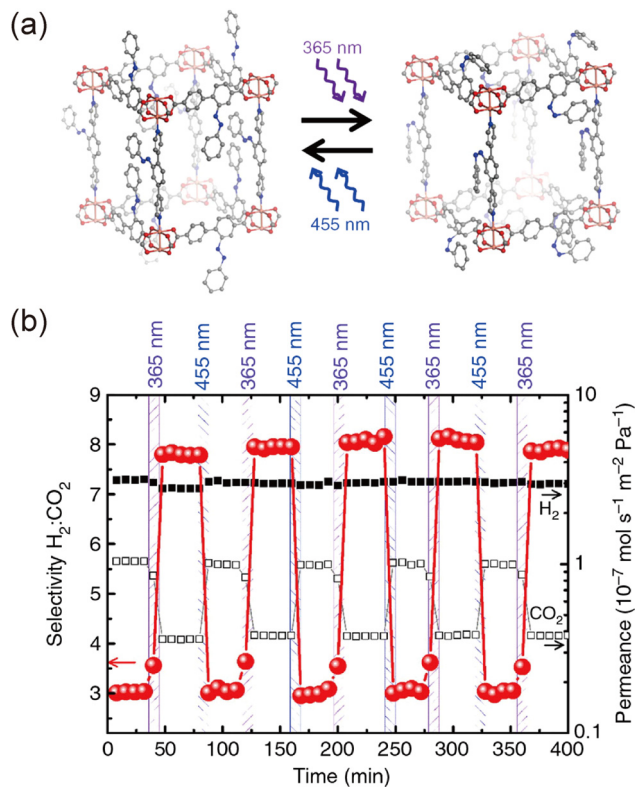 (a)
365 nm
455 nm
(b)
365 nm
455 nm
365 nm
455 nm
365 nm
455 nm
365 nm
455 nm
365 nm
9
8
7
6
5
4
3
Selectivity H₂:CO₂
10
1
0.1
Permeance (10⁻⁷ mol s⁻¹ m⁻² Pa⁻¹)
H₂
CO₂
0 50 100 150 200 250 300 350 400
Time (min)